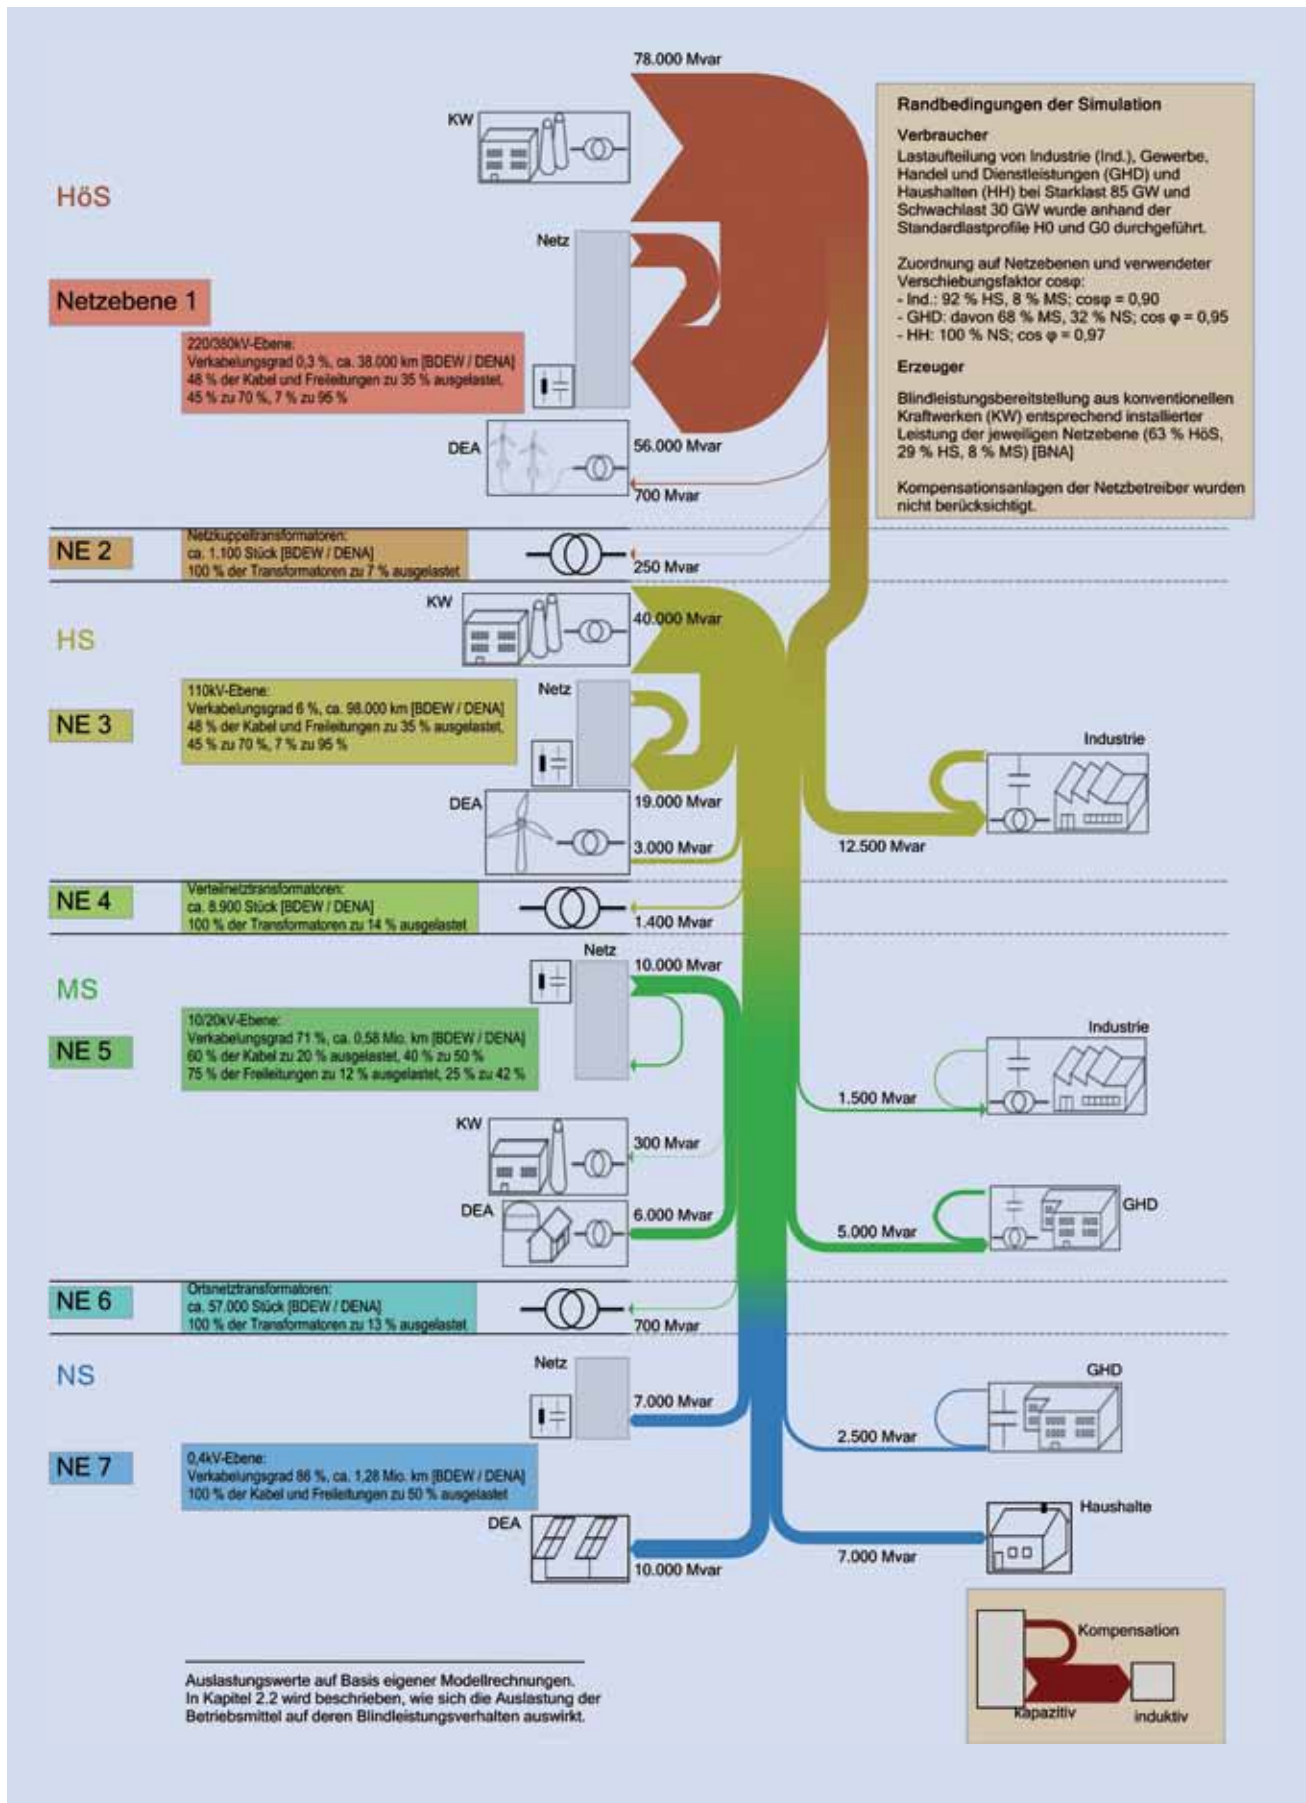 78.000 Mvar
KW
HöS
Netz
Netzebene 1
220/380kV-Ebene:
Verkabelungsgrad 0,3 %, ca. 38.000 km [BDEW / DENA]
48 % der Kabel und Freileitungen zu 35 % ausgelastet,
45 % zu 70 %, 7 % zu 95 %
DEA
56.000 Mvar
700 Mvar
Randbedingungen der Simulation
Verbraucher
Lastaufteilung von Industrie (Ind.), Gewerbe,
Handel und Dienstleistungen (GHD) und
Haushalten (HH) bei Starklast 85 GW und
Schwachlast 30 GW wurde anhand der
Standardlastprofile H0 und G0 durchgeführt.
Zuordnung auf Netzebenen und verwendeter
Verschiebungsfaktor cosφ:
- Ind.: 92 % HS, 8 % MS; cosφ = 0,90
- GHD: davon 68 % MS, 32 % NS; cos φ = 0,95
- HH: 100 % NS; cos φ = 0,97
Erzeuger
Blindleistungsbereitstellung aus konventionellen
Kraftwerken (KW) entsprechend installierter
Leistung der jeweiligen Netzebene (63 % HöS,
29 % HS, 8 % MS) [BNA]
Kompensationsanlagen der Netzbetreiber wurden
nicht berücksichtigt.
NE 2
Netzkuppeltransformatoren:
ca. 1.100 Stück [BDEW / DENA]
100 % der Transformatoren zu 7 % ausgelastet
250 Mvar
KW
40.000 Mvar
HS
Netz
NE 3
110kV-Ebene:
Verkabelungsgrad 6 %, ca. 98.000 km [BDEW / DENA]
48 % der Kabel und Freileitungen zu 35 % ausgelastet,
45 % zu 70 %, 7 % zu 95 %
Industrie
DEA
19.000 Mvar
3.000 Mvar
12.500 Mvar
NE 4
Verteilnetztransformatoren:
ca. 8.900 Stück [BDEW / DENA]
100 % der Transformatoren zu 14 % ausgelastet
1.400 Mvar
Netz
10.000 Mvar
MS
NE 5
10/20kV-Ebene:
Verkabelungsgrad 71 %, ca. 0,58 Mio. km [BDEW / DENA]
60 % der Kabel zu 20 % ausgelastet, 40 % zu 50 %
75 % der Freileitungen zu 12 % ausgelastet, 25 % zu 42 %
Industrie
1.500 Mvar
KW
300 Mvar
DEA
6.000 Mvar
GHD
5.000 Mvar
NE 6
Ortsnetztransformatoren:
ca. 57.000 Stück [BDEW / DENA]
100 % der Transformatoren zu 13 % ausgelastet
700 Mvar
NS
Netz
7.000 Mvar
GHD
2.500 Mvar
NE 7
0,4kV-Ebene:
Verkabelungsgrad 86 %, ca. 1,28 Mio. km [BDEW / DENA]
100 % der Kabel und Freileitungen zu 50 % ausgelastet
DEA
10.000 Mvar
Haushalte
7.000 Mvar
Kompensation
kapazitiv
induktiv
Auslastungswerte auf Basis eigener Modellrechnungen.
In Kapitel 2.2 wird beschrieben, wie sich die Auslastung der
Betriebsmittel auf deren Blindleistungsverhalten auswirkt.